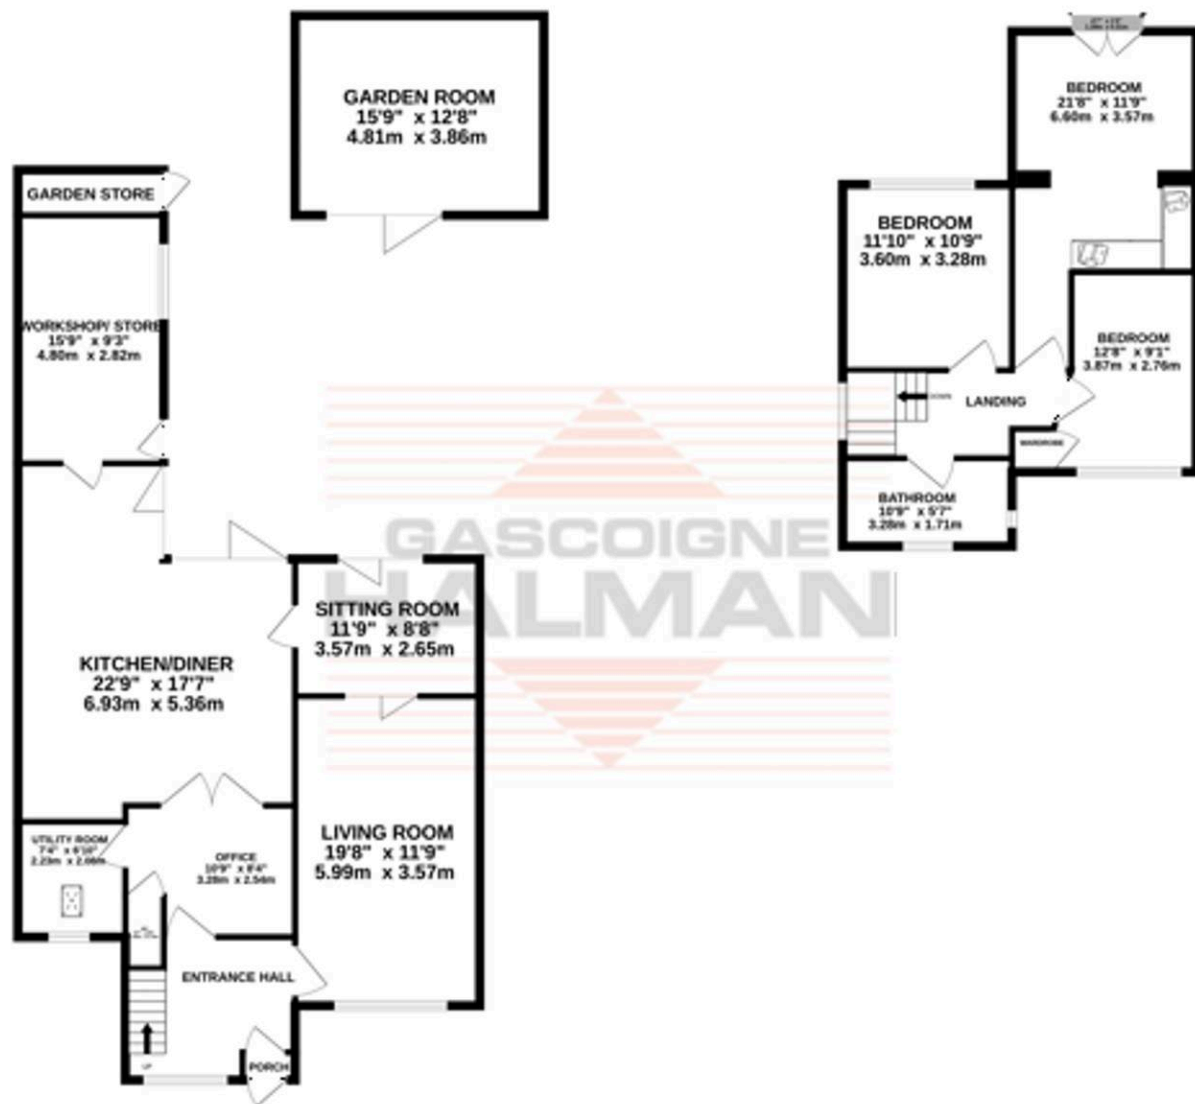 GARDEN ROOM
15'9" x 12'8"
4.81m x 3.86m
GARDEN STORE
WORKSHOP/ STORE
15'9" x 9'3"
4.80m x 2.82m
KITCHEN/DINER
22'9" x 17'7"
6.93m x 5.36m
SITTING ROOM
11'9" x 8'8"
3.57m x 2.65m
LIVING ROOM
19'8" x 11'9"
5.99m x 3.57m
UTILITY ROOM
7'4" x 6'10"
2.23m x 2.08m
OFFICE
10'9" x 8'4"
3.28m x 2.54m
ENTRANCE HALL
UP
PORCH
BEDROOM
21'8" x 11'9"
6.60m x 3.57m
BEDROOM
11'10" x 10'9"
3.60m x 3.28m
BEDROOM
12'8" x 9'1"
3.87m x 2.76m
DOWN
LANDING
WARDROBE
BATHROOM
10'9" x 5'7"
3.28m x 1.71m
GASCOIGNE
HALMAN